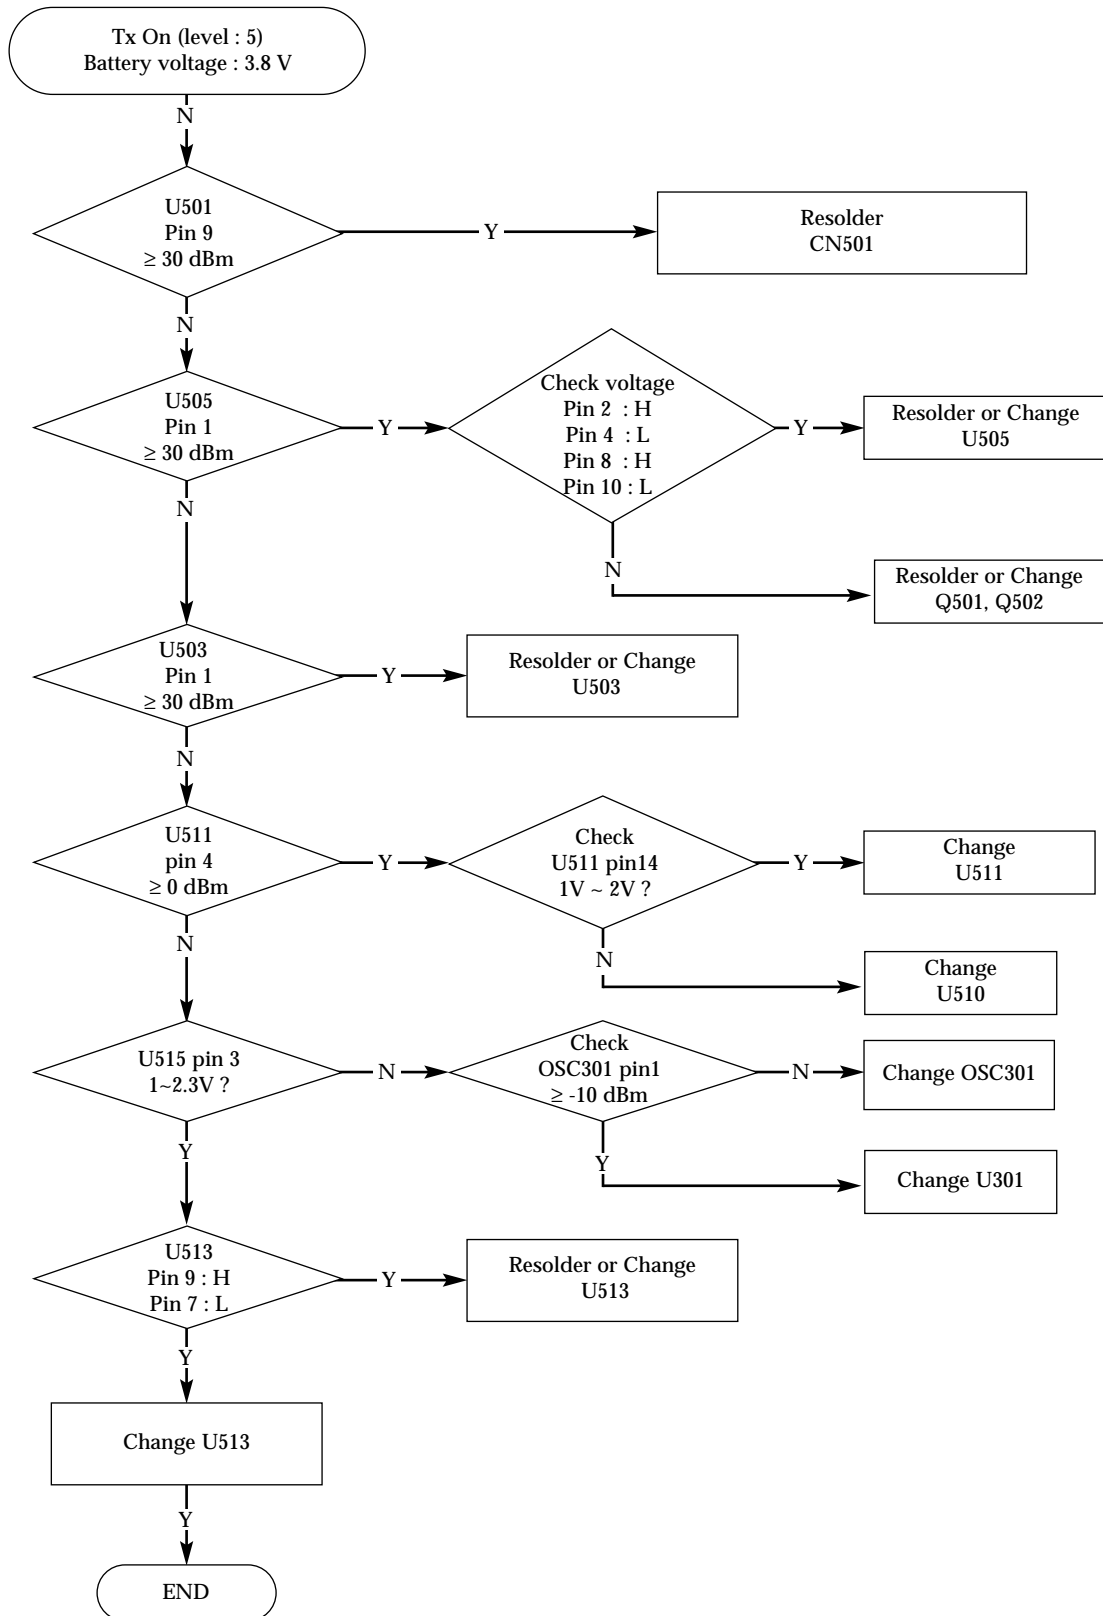 Tx On (level : 5)
Battery voltage : 3.8 V
N
U501
Pin 9
≥ 30 dBm
Y
Resolder
CN501
N
U505
Pin 1
≥ 30 dBm
Y
Check voltage
Pin 2 : H
Pin 4 : L
Pin 8 : H
Pin 10 : L
Y
Resolder or Change
U505
N
N
Resolder or Change
Q501, Q502
U503
Pin 1
≥ 30 dBm
Y
Resolder or Change
U503
N
U511
pin 4
≥ 0 dBm
Y
Check
U511 pin14
1V ~ 2V ?
Y
Change
U511
N
N
Change
U510
U515 pin 3
1~2.3V ?
N
Check
OSC301 pin1
≥ -10 dBm
N
Change OSC301
Y
Y
Change U301
U513
Pin 9 : H
Pin 7 : L
Y
Resolder or Change
U513
Y
Change U513
Y
END